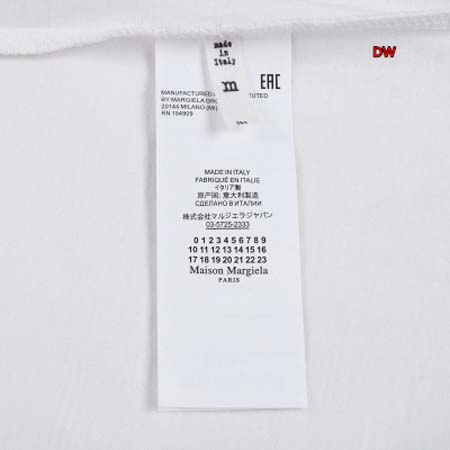 DW
made
in
Italy
m
EAC
MANUFACTURED
BY MARGIELA
20144 MILANO (MI)
RN 154909
MADE IN ITALY
FABRIQUÉ EN ITALIE
イタリア製
原产国: 意大利製造
СДЕЛАНО В ИТАЛИИ
株式会社マルジェラジャパン
03-5725-2333
0 1 2 3 4 5 6 7 8 9
10 11 12 13 14 15 16
17 18 19 20 21 22 23
Maison Margiela
PARIS